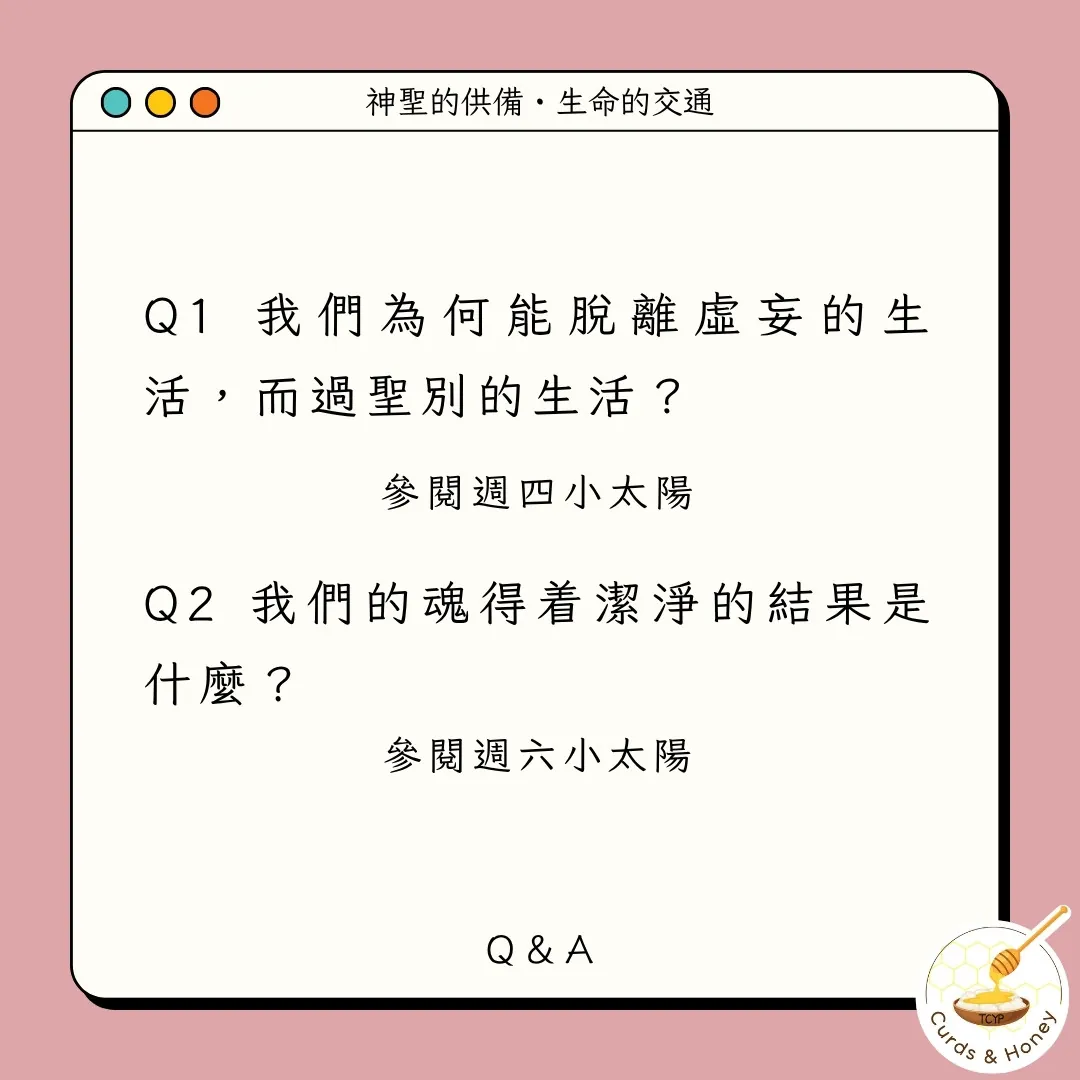 神聖的供備·生命的交通
Q1 我們為何能脫離虛妄的生
活，而過聖別的生活？
參閱週四小太陽
Q2 我們的魂得着潔淨的結果是
什麼？
參閱週六小太陽
Q & A
TCYP
Curds & Honey